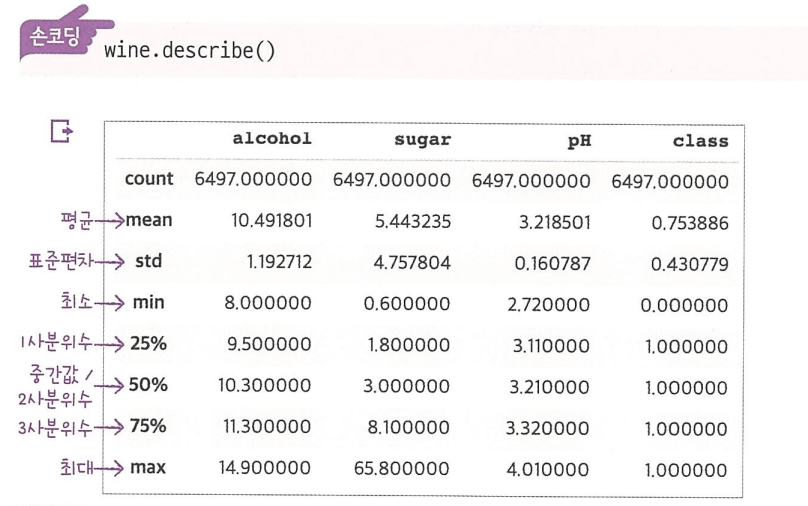 손코딩
wine.describe()
alcohol sugar pH class
count 6497.000000 6497.000000 6497.000000 6497.000000
평균 mean 10.491801 5.443235 3.218501 0.753886
표준편차 std 1.192712 4.757804 0.160787 0.430779
최소 min 8.000000 0.600000 2.720000 0.000000
1사분위수 25% 9.500000 1.800000 3.110000 1.000000
중간값 /
2사분위수 50% 10.300000 3.000000 3.210000 1.000000
3사분위수 75% 11.300000 8.100000 3.320000 1.000000
최대 max 14.900000 65.800000 4.010000 1.000000